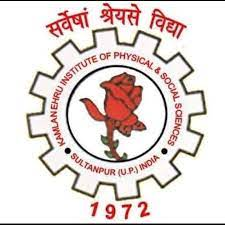 सर्वेषां श्रेयसे विद्या
KAMLA NEHRU INSTITUTE OF PHYSICAL & SOCIAL SCIENCES
• SULTANPUR (U.P.) INDIA •
1972